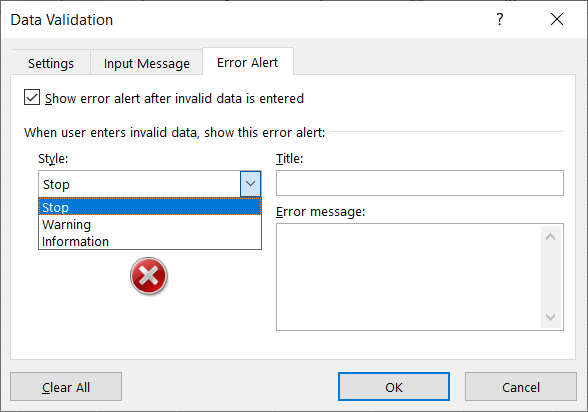 Data Validation
?
Settings
Input Message
Error Alert
Show error alert after invalid data is entered
When user enters invalid data, show this error alert:
Style:
Title:
Stop
Stop
Warning
Information
Error message:
Clear All
OK
Cancel